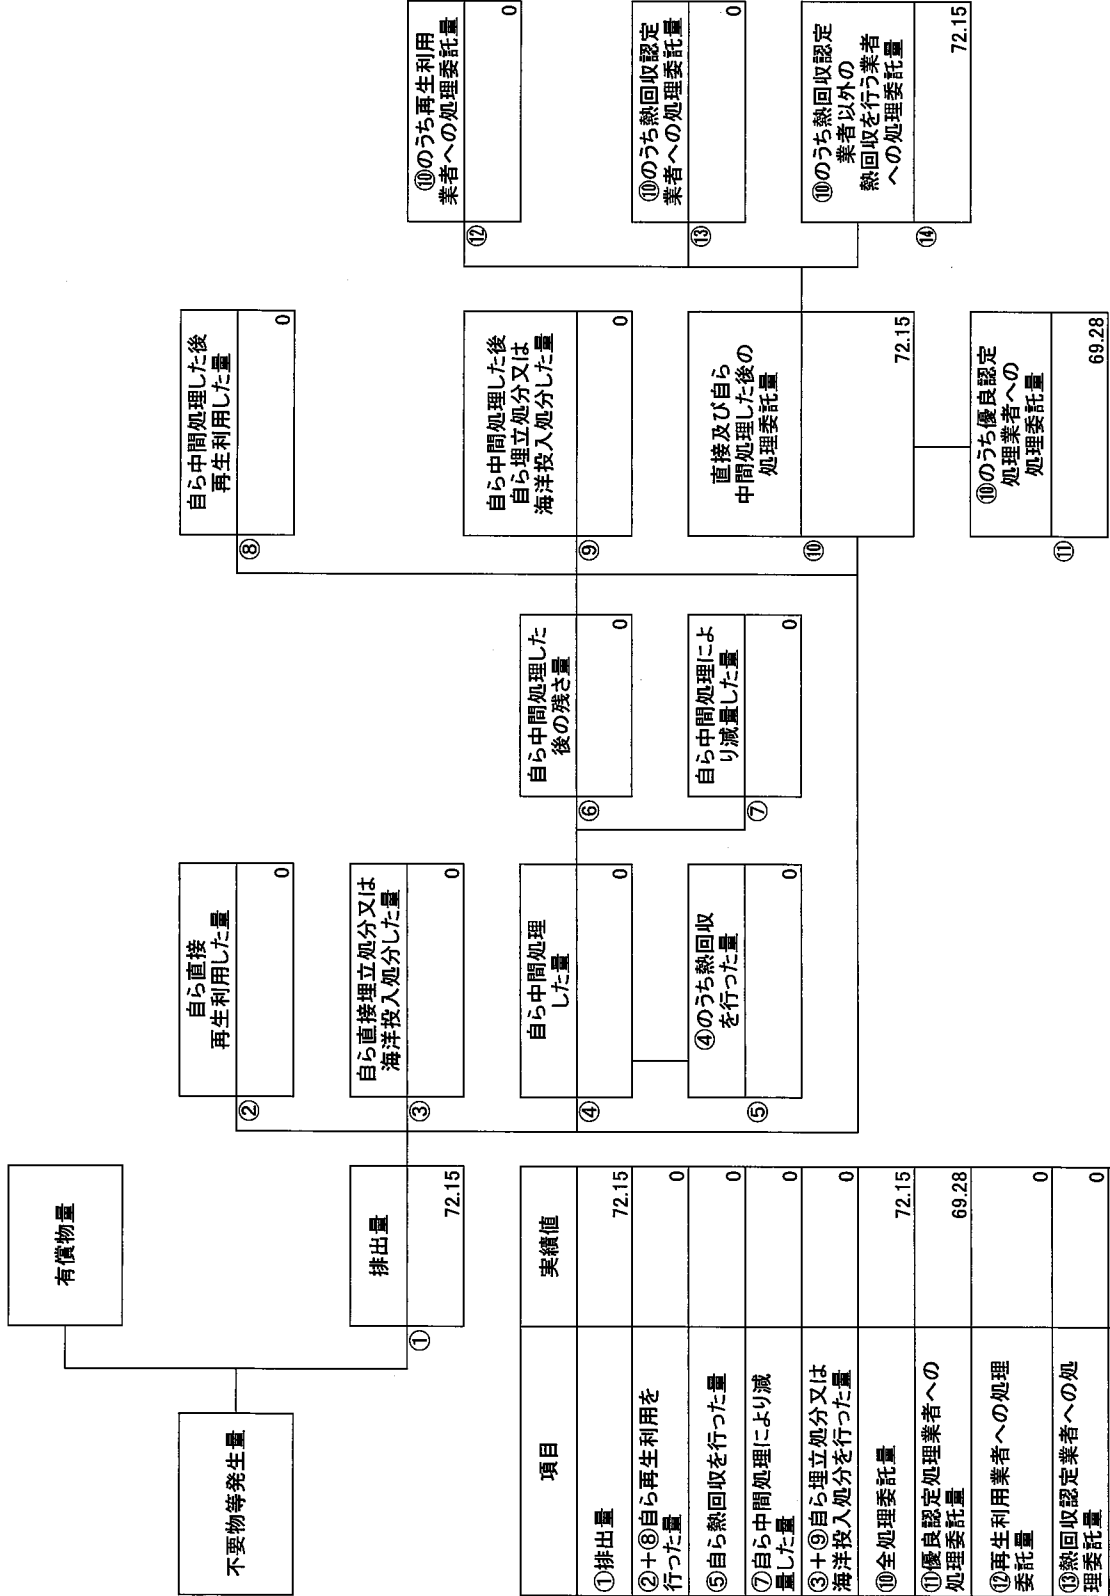 不要物等発生量
有償物量
排出量
①
72.15
自ら直接
再生利用した量
②
0
自ら直接埋立処分又は
海洋投入処分した量
③
0
自ら中間処理
した量
④
0
④のうち熱回収
を行った量
⑤
0
自ら中間処理した
後の残さ量
⑥
0
自ら中間処理によ
り減量した量
⑦
0
自ら中間処理した後
再生利用した量
⑧
0
自ら中間処理した後
自ら埋立処分又は
海洋投入処分した量
⑨
0
直接及び自ら
中間処理した後の
処理委託量
⑩
72.15
⑩のうち優良認定
処理業者への
処理委託量
⑪
69.28
⑩のうち再生利用
業者への処理委託量
⑫
0
⑩のうち熱回収認定
業者への処理委託量
⑬
0
⑩のうち熱回収認定
業者以外の
熱回収を行う業者
への処理委託量
⑭
72.15
項目 実績値
①排出量 72.15
②+⑧自ら再生利用を
行った量 0
⑤自ら熱回収を行った量 0
⑦自ら中間処理により減
量した量 0
③+⑨自ら埋立処分又は
海洋投入処分を行った量 0
⑩全処理委託量 72.15
⑪優良認定処理業者への
処理委託量 69.28
⑫再生利用業者への処理
委託量 0
⑬熱回収認定業者への処
理委託量 0